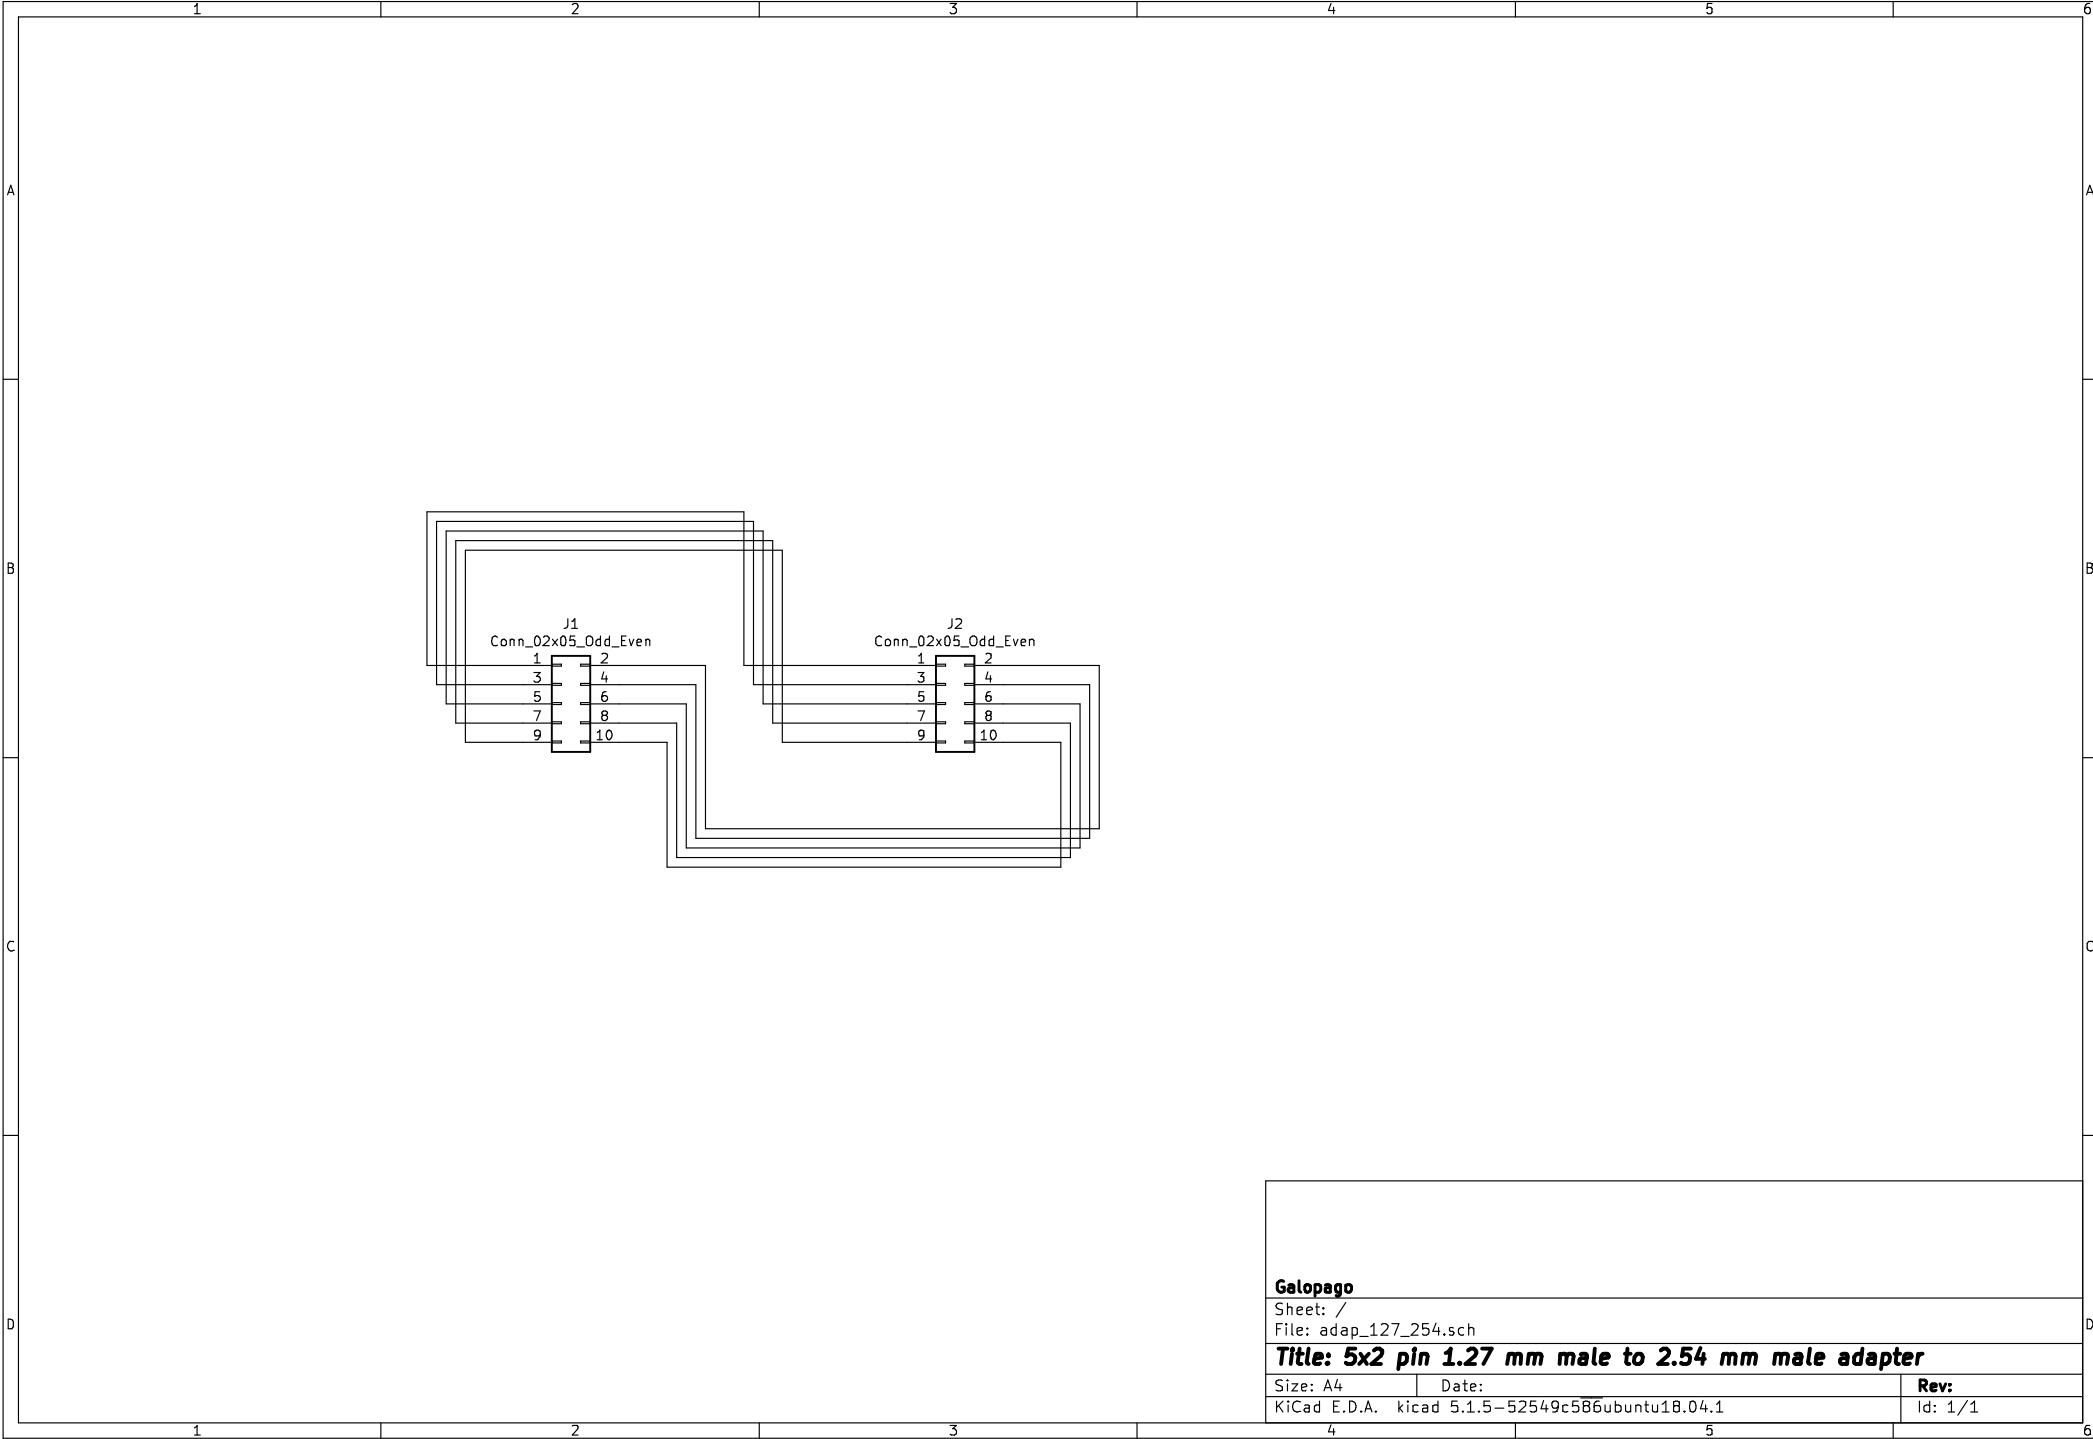 1 2 3 4 5 6
A A
B B
J1 J2
Conn_02x05_Odd_Even Conn_02x05_Odd_Even
1 2 1 2
3 4 3 4
5 6 5 6
7 8 7 8
9 10 9 10
C C
Galopago
Sheet: /
File: adap_127_254.sch
D D
Title: 5x2 pin 1.27 mm male to 2.54 mm male adapter
Size: A4 Date: Rev:
KiCad E.D.A. kicad 5.1.5-52549c586ubuntu18.04.1 Id: 1/1
1 2 3 4 5 6